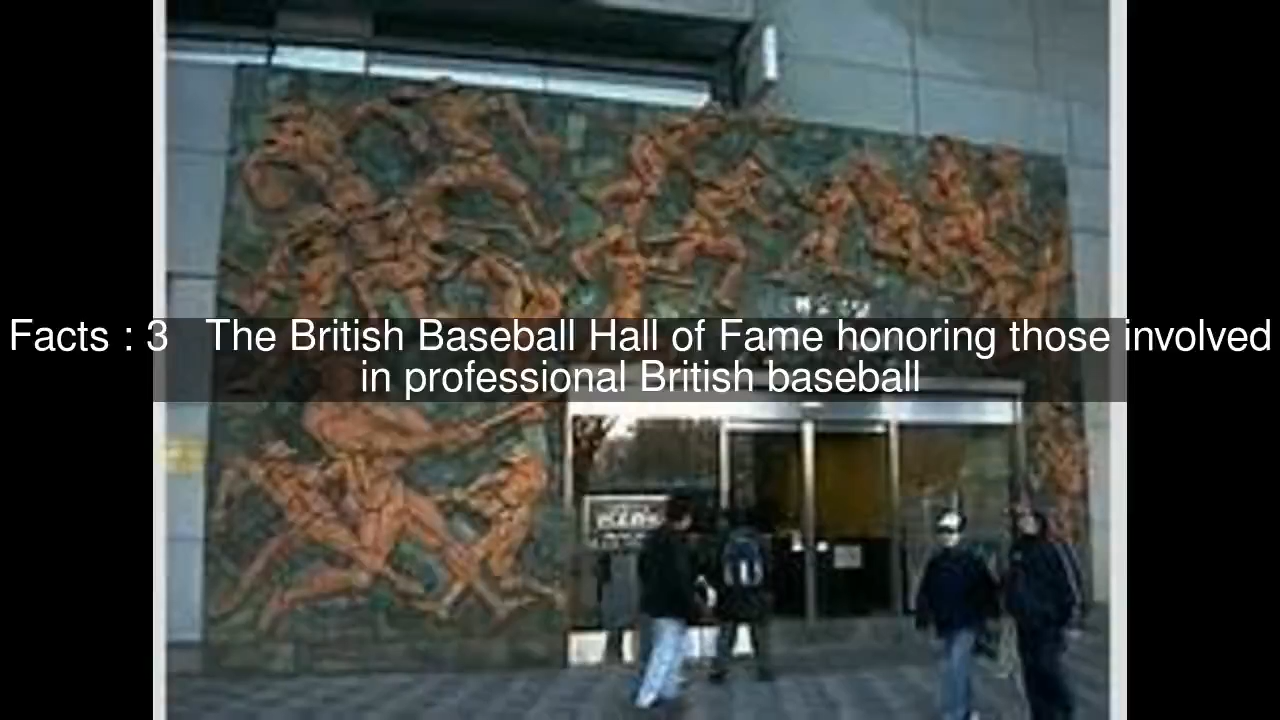 Facts : 3   The British Baseball Hall of Fame honoring those involved
in professional British baseball